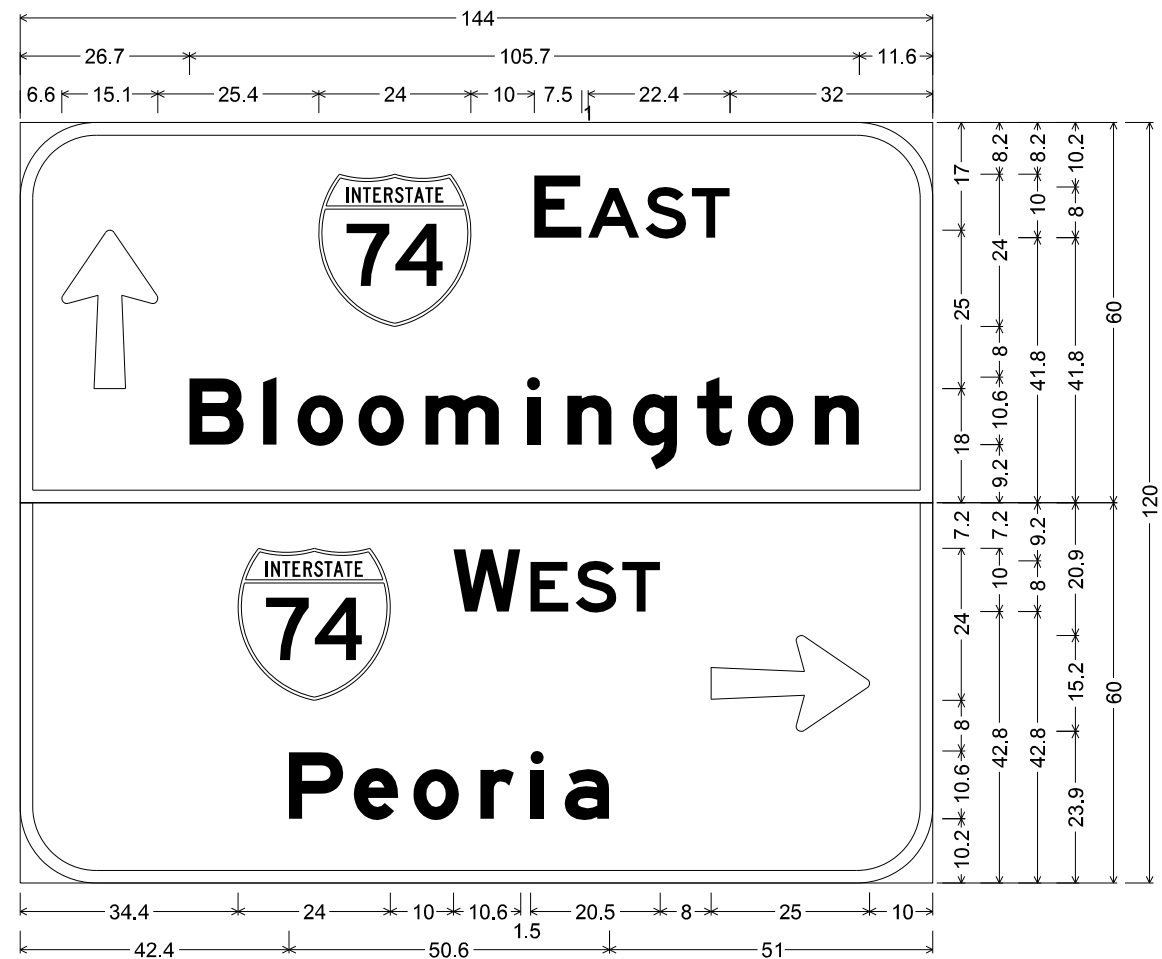 144
26.7 105.7 11.6
6.6 15.1 25.4 24 10 7.5 1 22.4 32
INTERSTATE
74
EAST
Bloomington
INTERSTATE
74
WEST
Peoria
17 25 18
8.2 24 8 10.6 9.2
8.2 10 41.8
10.2 8 41.8
60
120
7.2 24 8 10.6 10.2
7.2 10 42.8
9.2 8 42.8
20.9 15.2 23.9
60
34.4 24 10 10.6 1.5 20.5 8 25 10
42.4 50.6 51